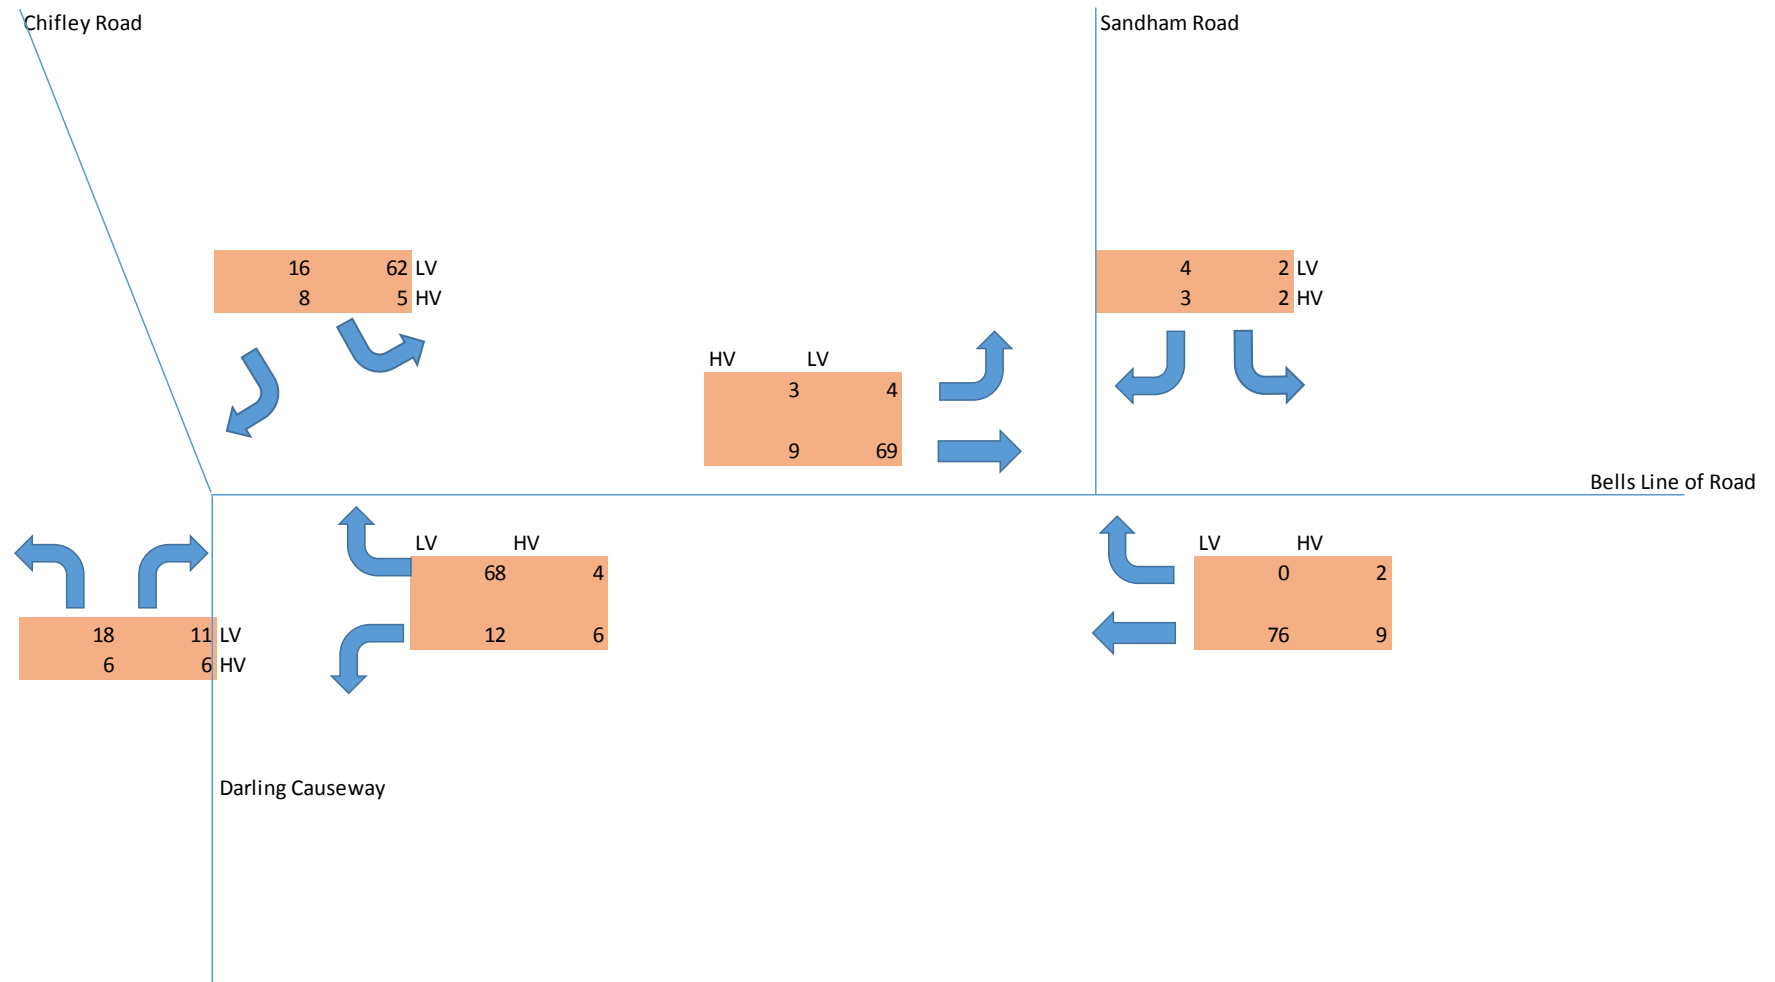 Chifley Road
Sandham Road
16 62 LV
8 5 HV
4 2 LV
3 2 HV
HV LV
3 4
9 69
Bells Line of Road
LV HV
68 4
12 6
LV HV
0 2
76 9
18 11 LV
6 6 HV
Darling Causeway